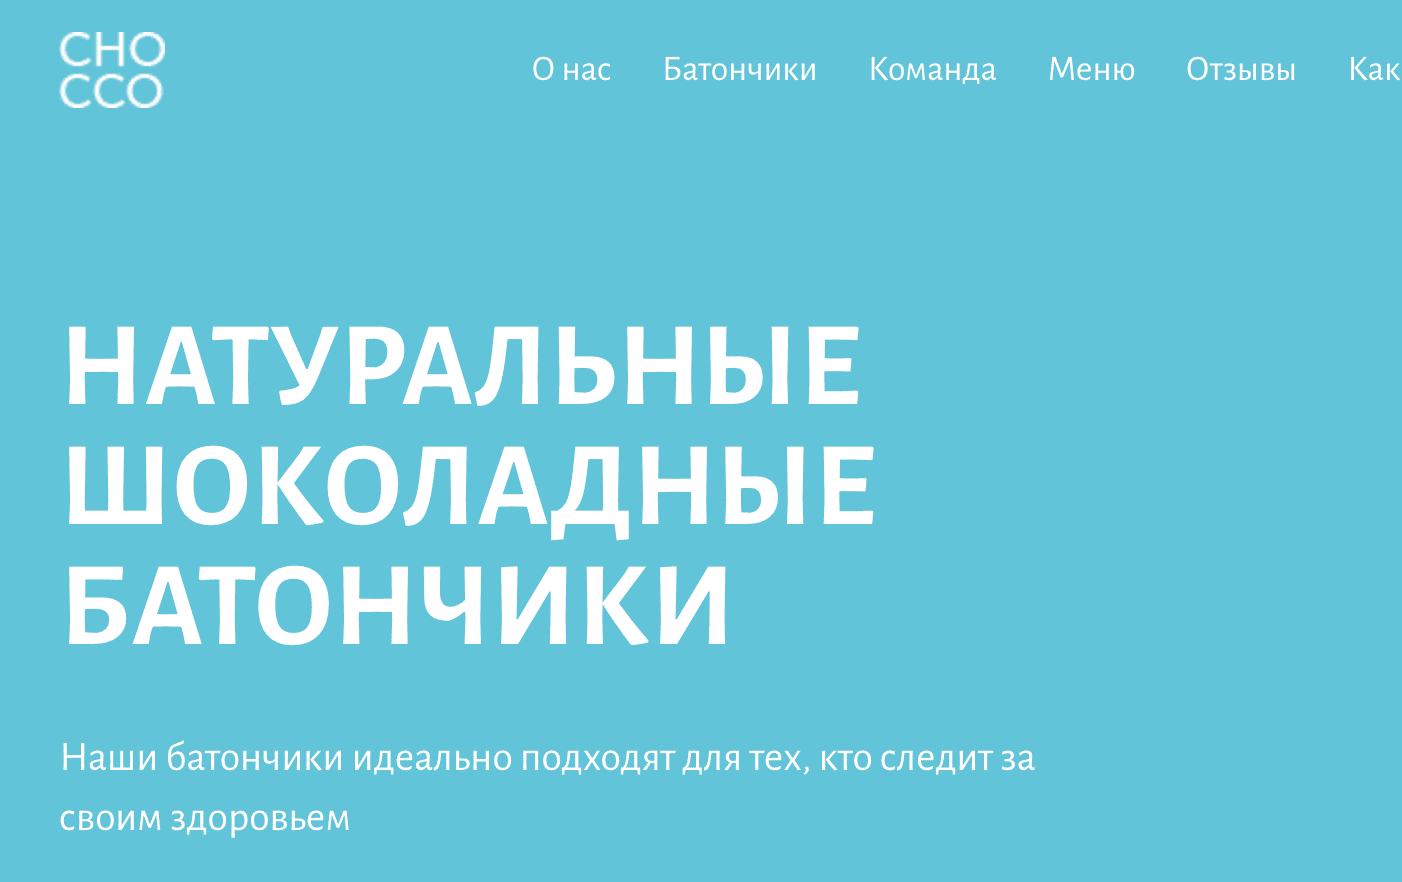 CHO
CCO
О нас Батончики Команда Меню Отзывы Как
НАТУРАЛЬНЫЕ
ШОКОЛАДНЫЕ
БАТОНЧИКИ
Наши батончики идеально подходят для тех, кто следит за
своим здоровьем